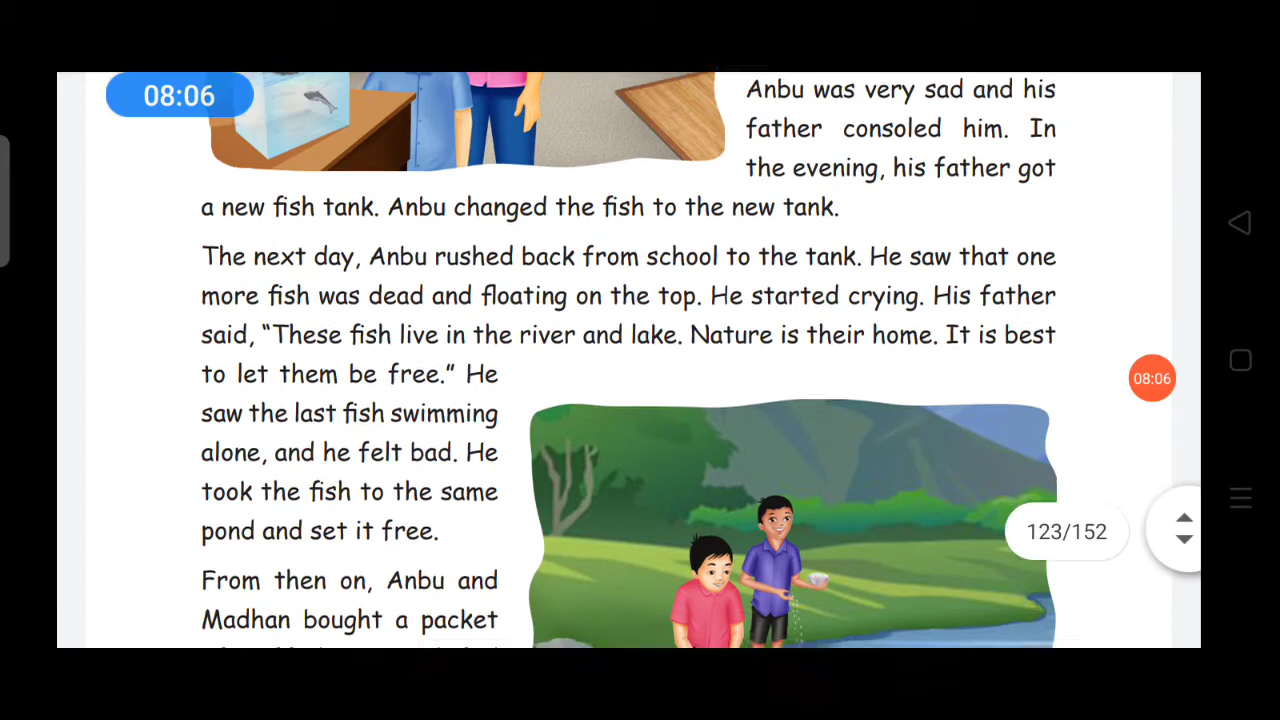 08:06
Anbu was very sad and his
father consoled him. In
the evening, his father got
a new fish tank. Anbu changed the fish to the new tank.
The next day, Anbu rushed back from school to the tank. He saw that one
more fish was dead and floating on the top. He started crying. His father
said, “These fish live in the river and lake. Nature is their home. It is best
to let them be free.” He
saw the last fish swimming
alone, and he felt bad. He
took the fish to the same
pond and set it free.
From then on, Anbu and
Madhan bought a packet
08:06
123/152